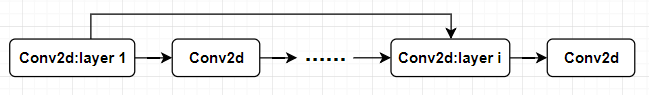 Conv2d:layer 1
Conv2d
......
Conv2d:layer i
Conv2d